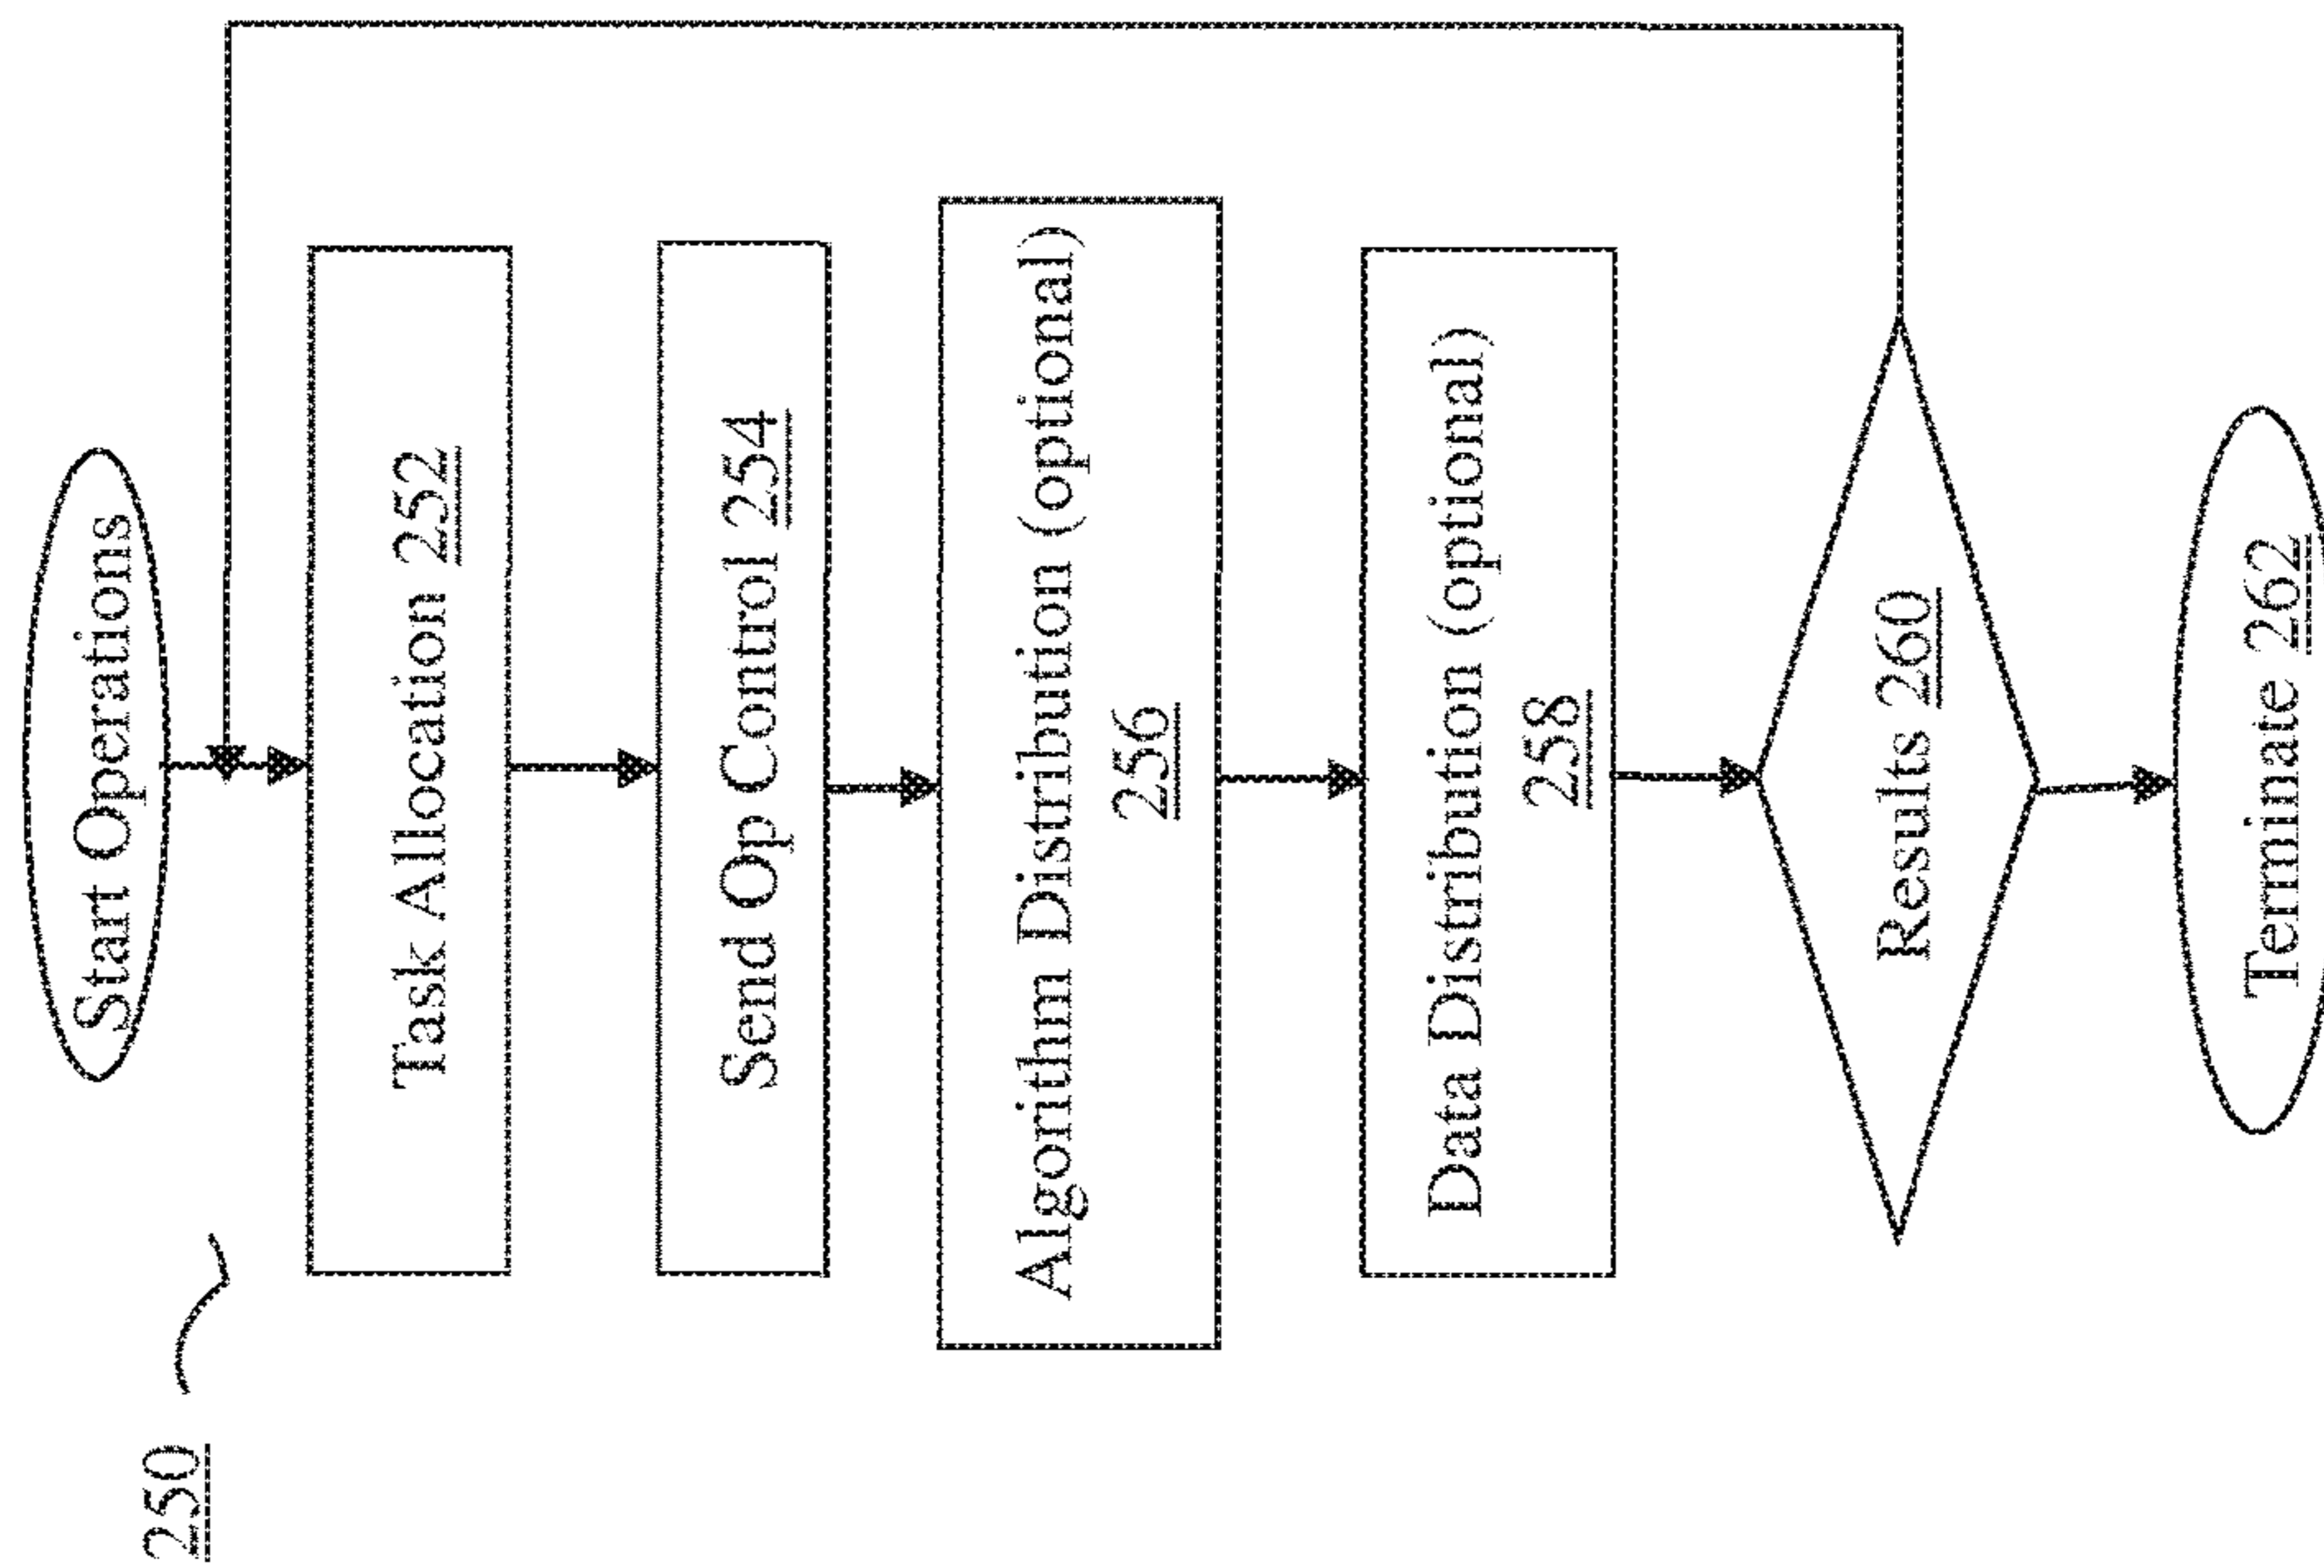 250
Start Operations
Task Allocation 252
Send Op Control 254
Algorithm Distribution (optional)
256
Data Distribution (optional)
258
Results 260
Terminate 262